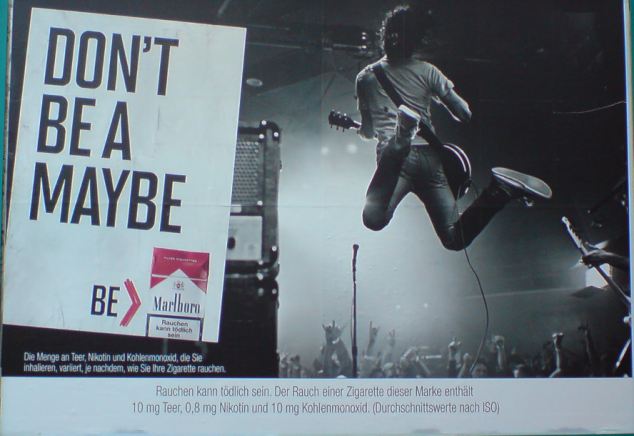 DON'T
BE A
MAYBE
BE
FILTER CIGARETTES
Marlboro
Rauchen
kann tödlich
sein
Die Menge an Teer, Nikotin und Kohlenmonoxid, die Sie
inhalieren, variiert, je nachdem, wie Sie Ihre Zigarette rauchen.
Rauchen kann tödlich sein. Der Rauch einer Zigarette dieser Marke enthält
10 mg Teer, 0,8 mg Nikotin und 10 mg Kohlenmonoxid. (Durchschnittswerte nach ISO)